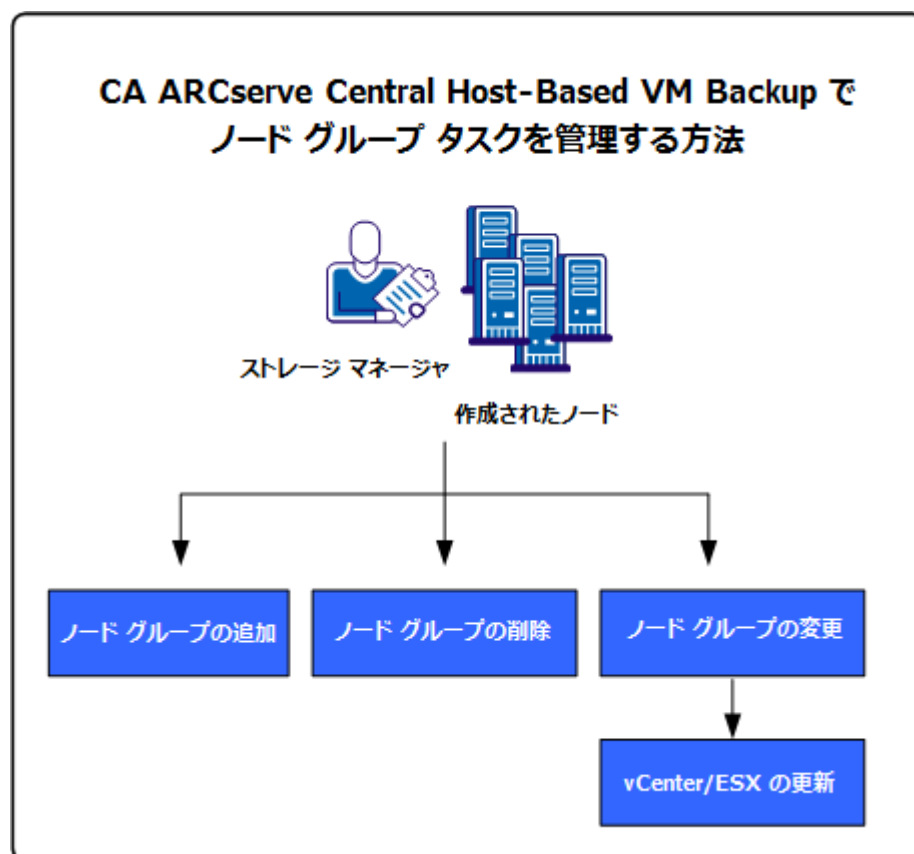 CA ARCserve Central Host-Based VM Backup で
ノード グループ タスクを管理する方法
ストレージ マネージャ
作成されたノード
ノード グループの追加
ノード グループの削除
ノード グループの変更
vCenter/ESX の更新